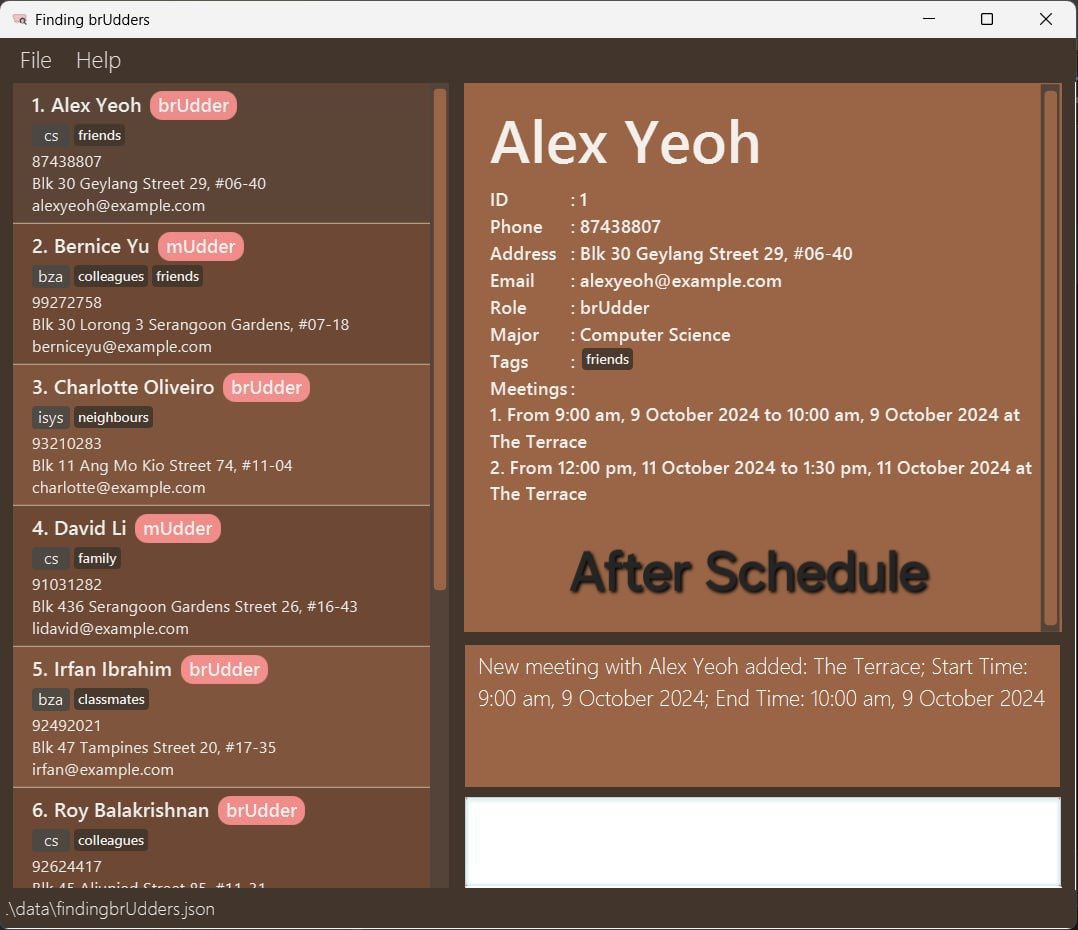 Finding brUdders
File Help
1. Alex Yeoh brUdder
cs friends
87438807
Blk 30 Geylang Street 29, #06-40
alexyeoh@example.com
2. Bernice Yu mUdder
bza colleagues friends
99272758
Blk 30 Lorong 3 Serangoon Gardens, #07-18
berniceyu@example.com
3. Charlotte Oliveiro brUdder
isys neighbours
93210283
Blk 11 Ang Mo Kio Street 74, #11-04
charlotte@example.com
4. David Li mUdder
cs family
91031282
Blk 436 Serangoon Gardens Street 26, #16-43
lidavid@example.com
5. Irfan Ibrahim brUdder
bza classmates
92492021
Blk 47 Tampines Street 20, #17-35
irfan@example.com
6. Roy Balakrishnan brUdder
cs colleagues
92624417
Blk 45 Aljunied Street 85, #11-31
Alex Yeoh
ID : 1
Phone : 87438807
Address : Blk 30 Geylang Street 29, #06-40
Email : alexyeoh@example.com
Role : brUdder
Major : Computer Science
Tags : friends
Meetings :
1. From 9:00 am, 9 October 2024 to 10:00 am, 9 October 2024 at
The Terrace
2. From 12:00 pm, 11 October 2024 to 1:30 pm, 11 October 2024 at
The Terrace
After Schedule
New meeting with Alex Yeoh added: The Terrace; Start Time:
9:00 am, 9 October 2024; End Time: 10:00 am, 9 October 2024
.\data\findingbrUdders.json